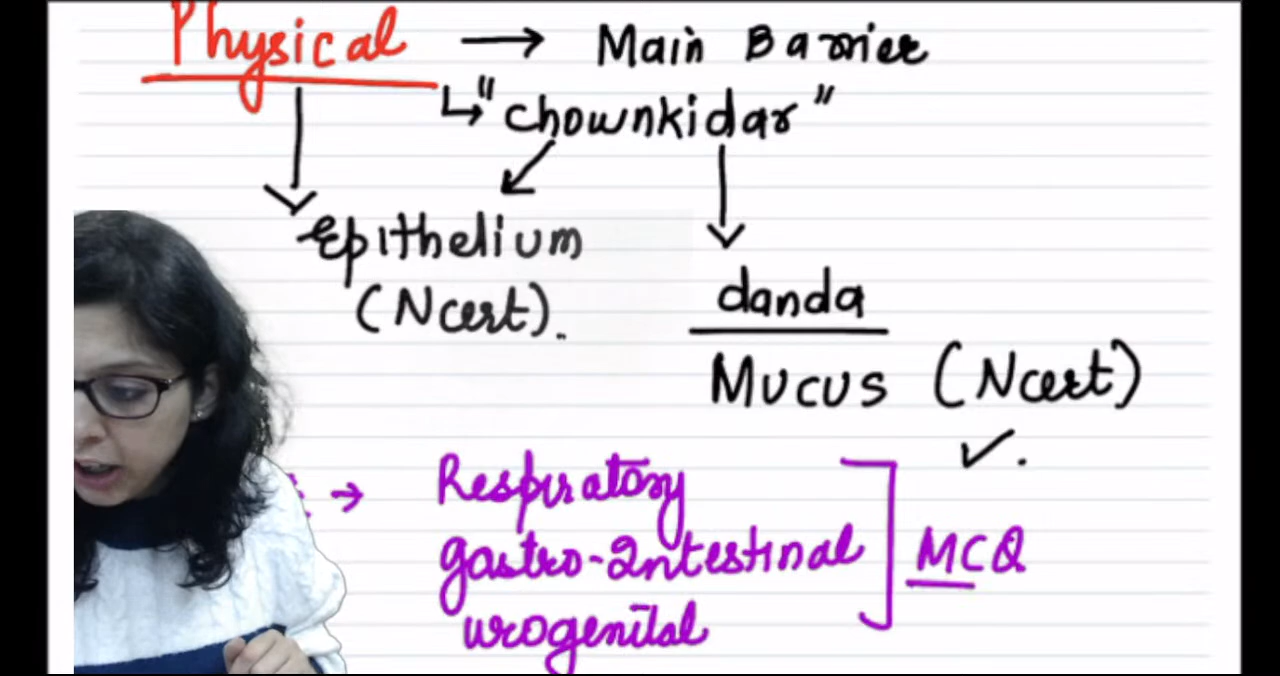 Physical → Main Barrier
↳ "Chownkidar"
Epithelium
(Ncert).
danda
Mucus (Ncert)
✓.
→ Respiratory
gastro-Intestinal
urogenital
MCQ